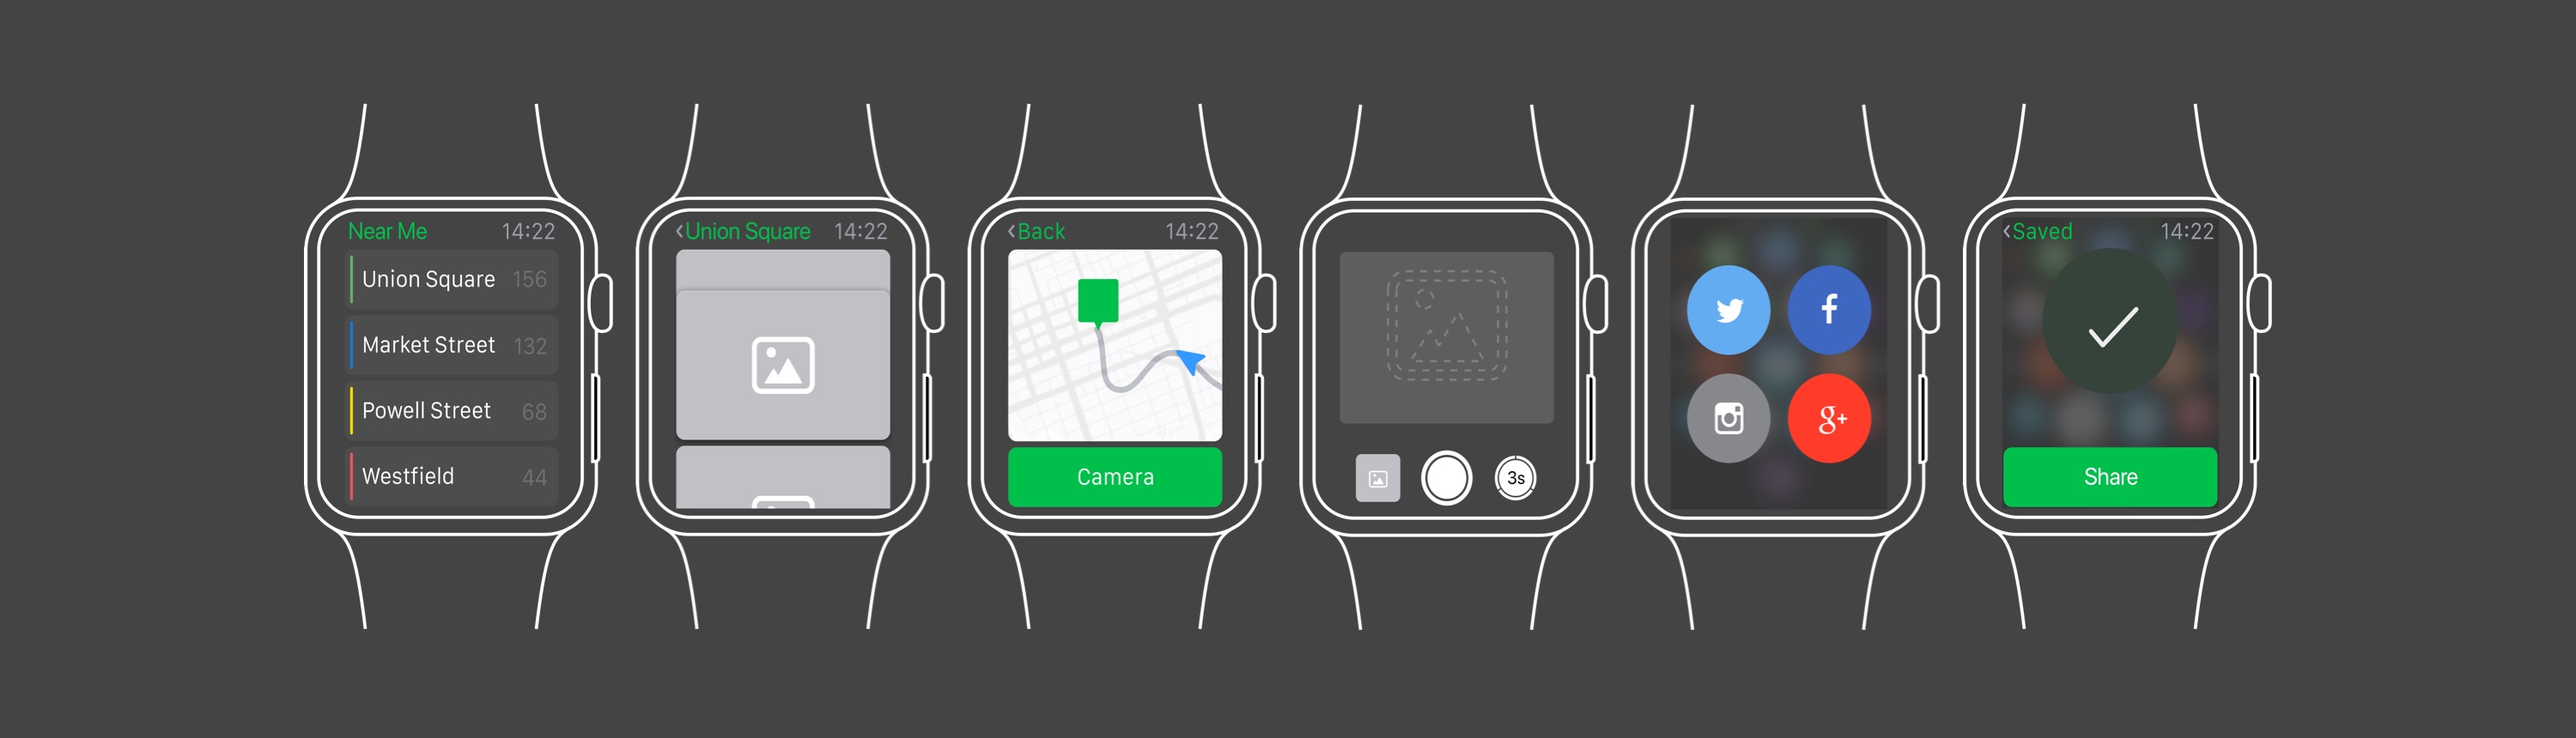 Near Me 14:22
Union Square 156
Market Street 132
Powell Street 68
Westfield 44
‹Union Square 14:22
‹Back 14:22
Camera
3s
f
g+
‹Saved 14:22
Share